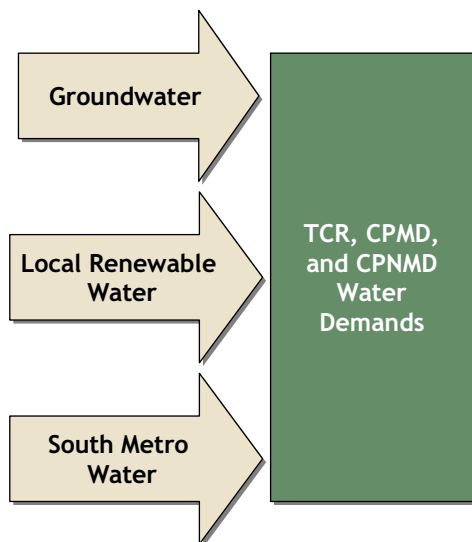 Groundwater
Local Renewable
Water
South Metro
Water
TCR, CPMD,
and CPNMD
Water
Demands